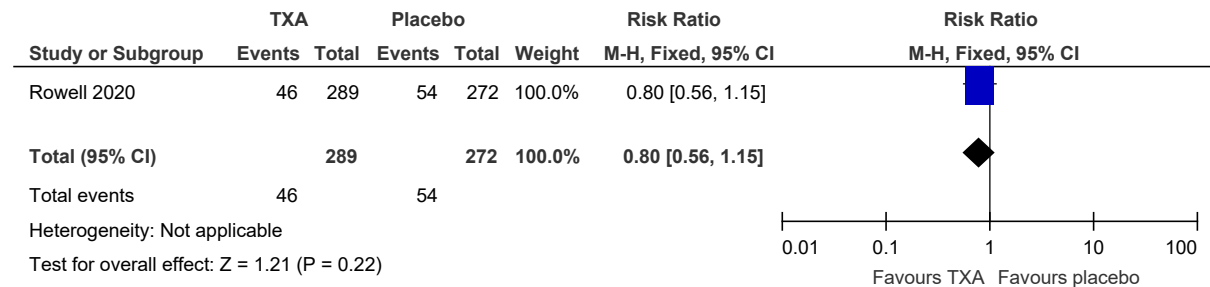 TXA Placebo Risk Ratio Risk Ratio
Study or Subgroup Events Total Events Total Weight M-H, Fixed, 95% CI M-H, Fixed, 95% CI
Rowell 2020 46 289 54 272 100.0% 0.80 [0.56, 1.15]
Total (95% CI) 289 272 100.0% 0.80 [0.56, 1.15]
Total events 46 54
Heterogeneity: Not applicable
Test for overall effect: Z = 1.21 (P = 0.22)
0.01 0.1 1 10 100
Favours TXA Favours placebo